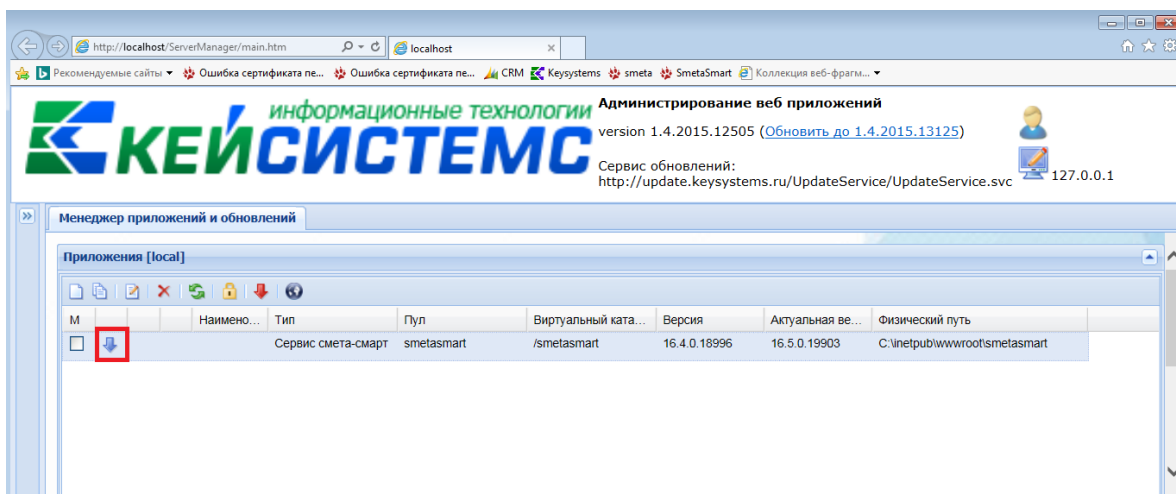 http://localhost/ServerManager/main.htm
localhost
Рекомендуемые сайты
Ошибка сертификата пе...
Ошибка сертификата пе...
CRM
Keysystems
smeta
SmetaSmart
Коллекция веб-фрагм...
информационные технологии
КЕЙСИСТЕМС
Администрирование веб приложений
version 1.4.2015.12505 (Обновить до 1.4.2015.13125)
Сервис обновлений:
http://update.keysystems.ru/UpdateService/UpdateService.svc
127.0.0.1
Менеджер приложений и обновлений
Приложения [local]
М Наимено... Тип Пул Виртуальный ката... Версия Актуальная ве... Физический путь
Сервис смета-смарт smetasmart /smetasmart 16.4.0.18996 16.5.0.19903 C:\inetpub\wwwroot\smetasmart